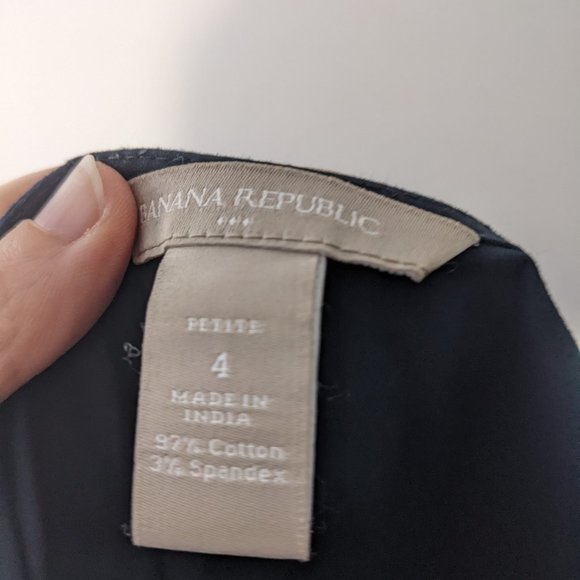 BANANA REPUBLIC
PETITE
4
MADE IN
INDIA
97% Cotton
3% Spandex